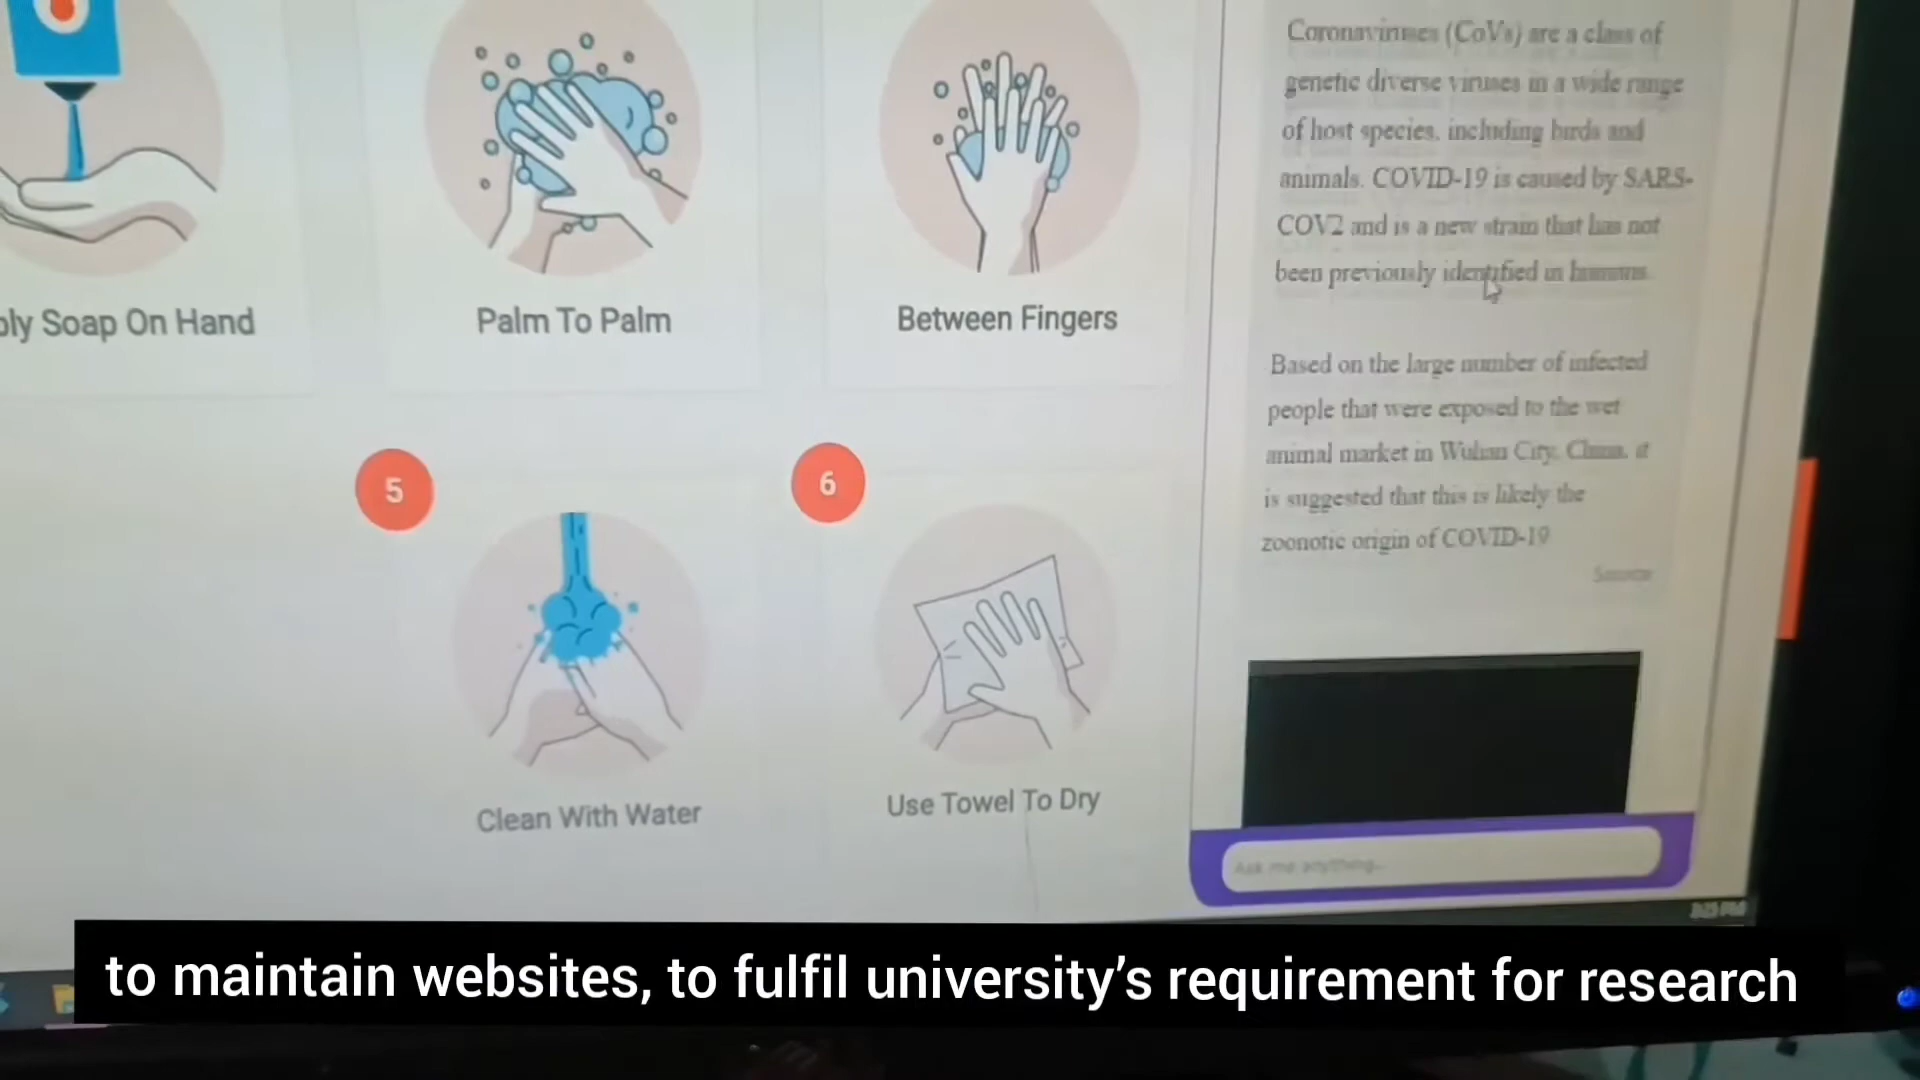 ply Soap On Hand
Palm To Palm
Between Fingers
5
Clean With Water
6
Use Towel To Dry
Coronaviruses (CoVs) are a class of
genetic diverse viruses in a wide range
of host species, including birds and
animals. COVID-19 is caused by SARS-
COV2 and is a new strain that has not
been previously identified in humans.
Based on the large number of infected
people that were exposed to the wet
animal market in Wuhan City, China, it
is suggested that this is likely the
zoonotic origin of COVID-19
Source
Ask me anything...
to maintain websites, to fulfil university’s requirement for research